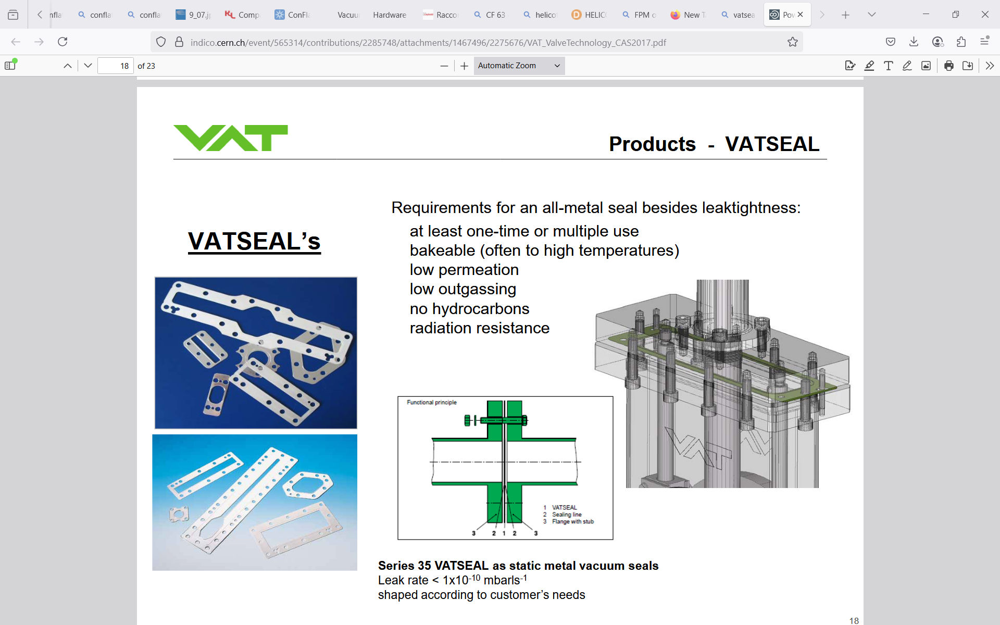 confla
confla
9_07.j
Comp
ConFl
Vacuu
Hardware
Racco
CF 63
helico
HELIC
FPM o
New T
vatsea
Pow
indico.cern.ch/event/565314/contributions/2285748/attachments/1467496/2275676/VAT_ValveTechnology_CAS2017.pdf
18 of 23
Automatic Zoom
VAT
Products - VATSEAL
VATSEAL’s
Requirements for an all-metal seal besides leaktightness:
at least one-time or multiple use
bakeable (often to high temperatures)
low permeation
low outgassing
no hydrocarbons
radiation resistance
Functional principle
1 VATSEAL
2 Sealing line
3 Flange with stub
3 2 1 2 3
VAT
Series 35 VATSEAL as static metal vacuum seals
Leak rate < 1x10-10 mbarls-1
shaped according to customer’s needs
18